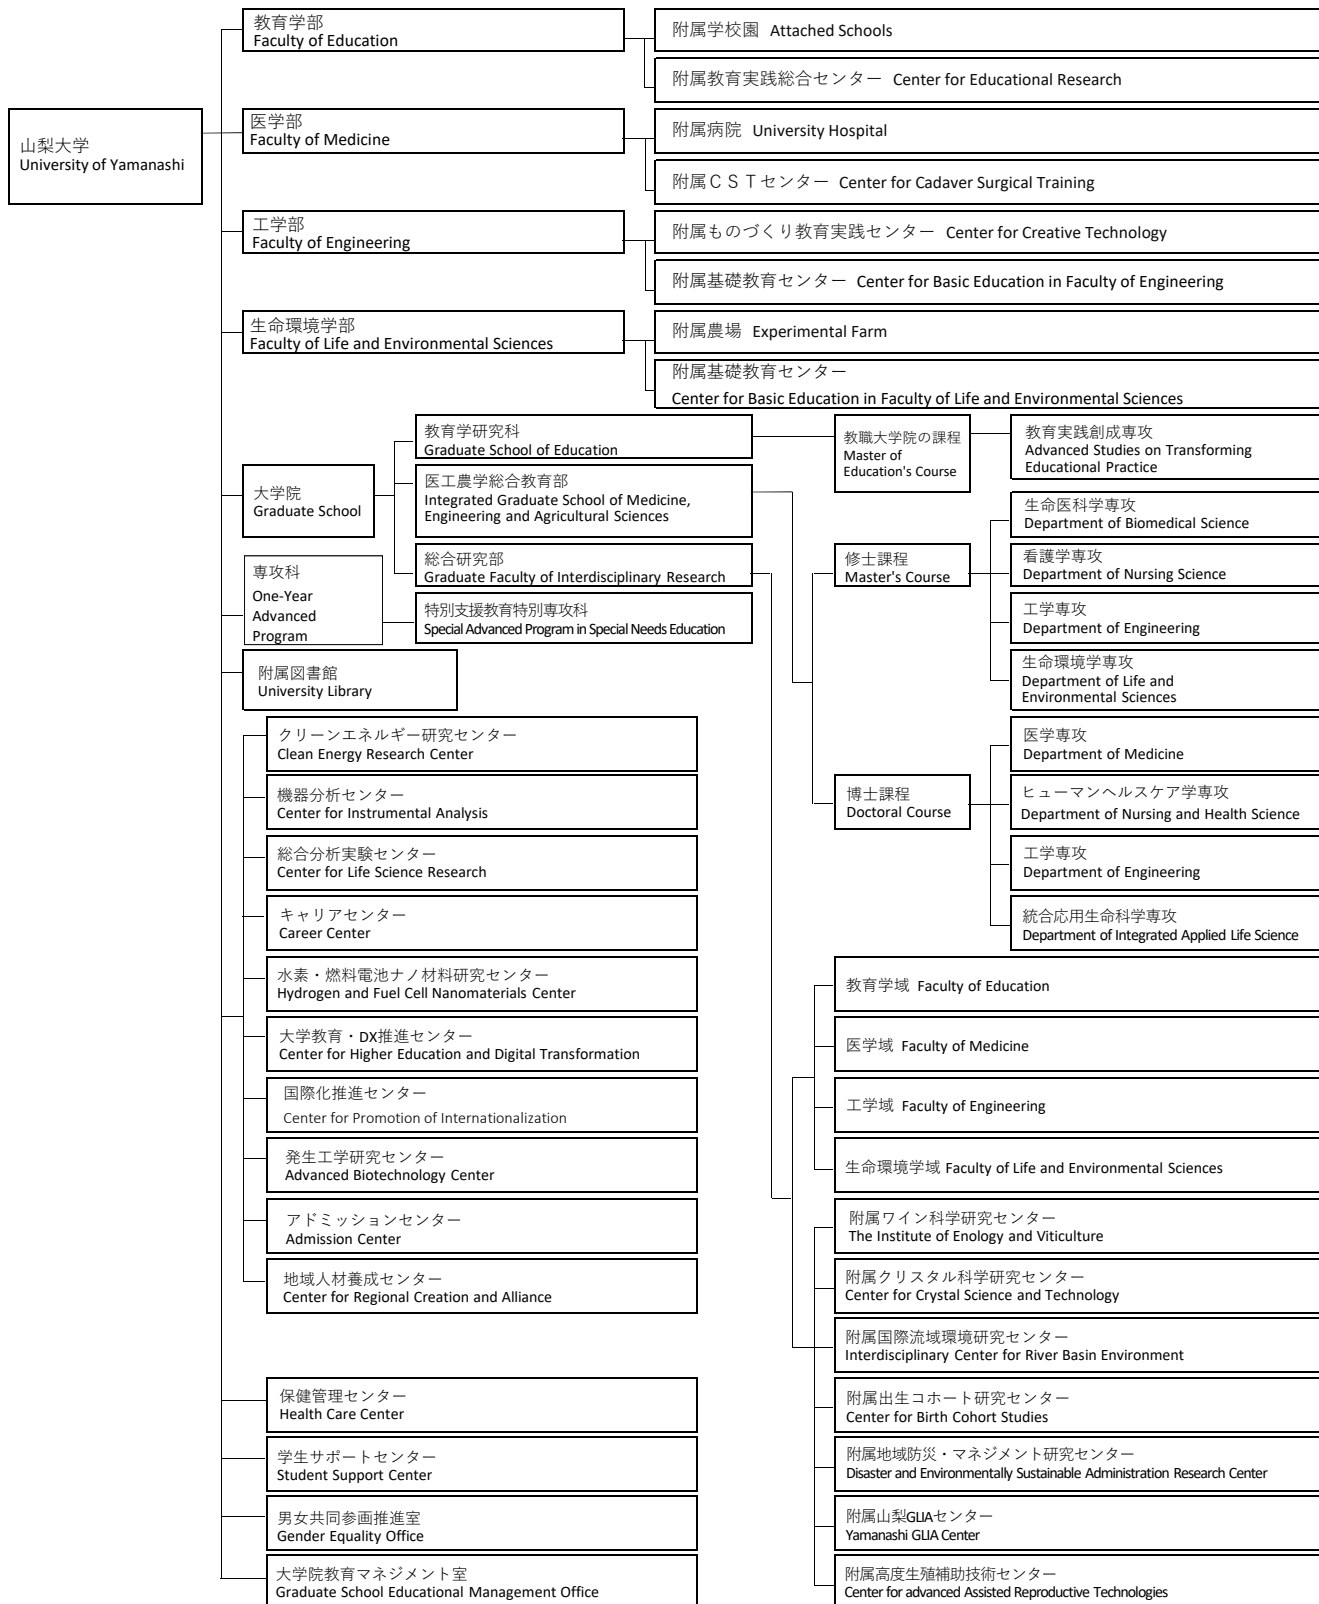 山梨大学
University of Yamanashi
教育学部
Faculty of Education
附属学校園 Attached Schools
附属教育実践総合センター Center for Educational Research
医学部
Faculty of Medicine
附属病院 University Hospital
附属ＣＳＴセンター Center for Cadaver Surgical Training
工学部
Faculty of Engineering
附属ものづくり教育実践センター Center for Creative Technology
附属基礎教育センター Center for Basic Education in Faculty of Engineering
生命環境学部
Faculty of Life and Environmental Sciences
附属農場 Experimental Farm
附属基礎教育センター
Center for Basic Education in Faculty of Life and Environmental Sciences
大学院
Graduate School
教育学研究科
Graduate School of Education
教職大学院の課程
Master of
Education's Course
教育実践創成専攻
Advanced Studies on Transforming
Educational Practice
医工農学総合教育部
Integrated Graduate School of Medicine,
Engineering and Agricultural Sciences
修士課程
Master's Course
生命医科学専攻
Department of Biomedical Science
看護学専攻
Department of Nursing Science
工学専攻
Department of Engineering
生命環境学専攻
Department of Life and
Environmental Sciences
博士課程
Doctoral Course
医学専攻
Department of Medicine
ヒューマンヘルスケア学専攻
Department of Nursing and Health Science
工学専攻
Department of Engineering
統合応用生命科学専攻
Department of Integrated Applied Life Science
総合研究部
Graduate Faculty of Interdisciplinary Research
教育学域 Faculty of Education
医学域 Faculty of Medicine
工学域 Faculty of Engineering
生命環境学域 Faculty of Life and Environmental Sciences
附属ワイン科学研究センター
The Institute of Enology and Viticulture
附属クリスタル科学研究センター
Center for Crystal Science and Technology
附属国際流域環境研究センター
Interdisciplinary Center for River Basin Environment
附属出生コホート研究センター
Center for Birth Cohort Studies
附属地域防災・マネジメント研究センター
Disaster and Environmentally Sustainable Administration Research Center
附属山梨GLIAセンター
Yamanashi GLIA Center
附属高度生殖補助技術センター
Center for advanced Assisted Reproductive Technologies
専攻科
One-Year
Advanced
Program
特別支援教育特別専攻科
Special Advanced Program in Special Needs Education
附属図書館
University Library
クリーンエネルギー研究センター
Clean Energy Research Center
機器分析センター
Center for Instrumental Analysis
総合分析実験センター
Center for Life Science Research
キャリアセンター
Career Center
水素・燃料電池ナノ材料研究センター
Hydrogen and Fuel Cell Nanomaterials Center
大学教育・DX推進センター
Center for Higher Education and Digital Transformation
国際化推進センター
Center for Promotion of Internationalization
発生工学研究センター
Advanced Biotechnology Center
アドミッションセンター
Admission Center
地域人材養成センター
Center for Regional Creation and Alliance
保健管理センター
Health Care Center
学生サポートセンター
Student Support Center
男女共同参画推進室
Gender Equality Office
大学院教育マネジメント室
Graduate School Educational Management Office